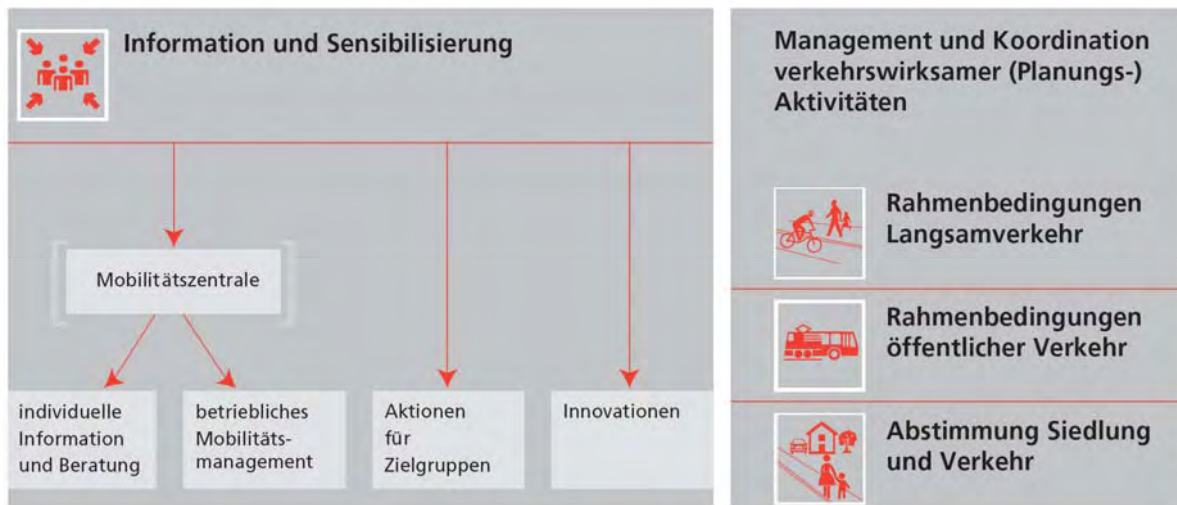 Information und Sensibilisierung
Mobilitätszentrale
individuelle
Information
und Beratung
betriebliches
Mobilitäts-
management
Aktionen
für
Zielgruppen
Innovationen
Management und Koordination
verkehrswirksamer (Planungs-)
Aktivitäten
Rahmenbedingungen
Langsamverkehr
Rahmenbedingungen
öffentlicher Verkehr
Abstimmung Siedlung
und Verkehr